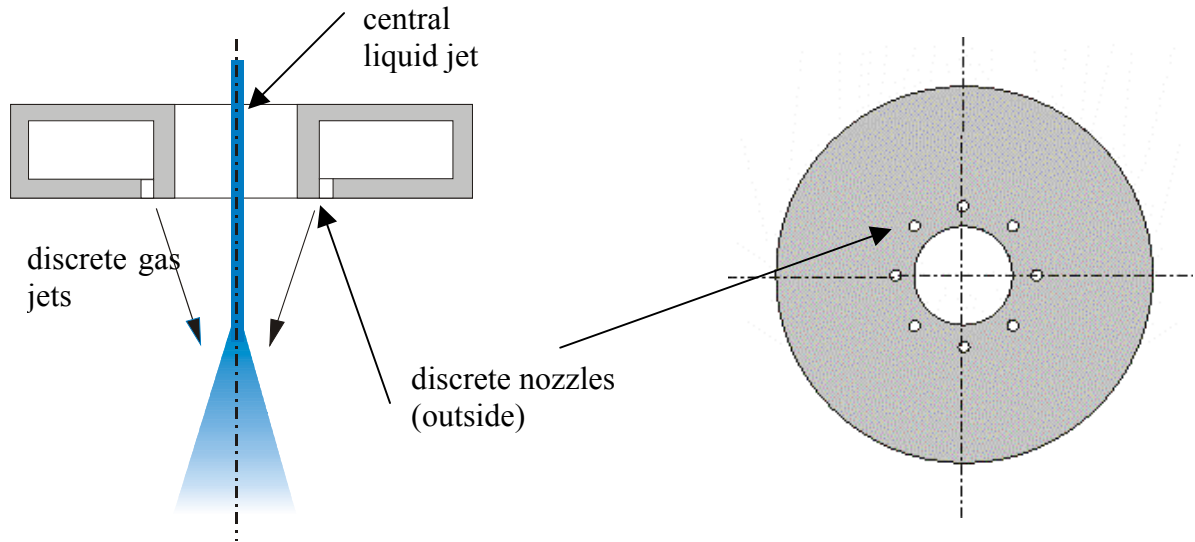 central
liquid jet
discrete gas
jets
discrete nozzles
(outside)